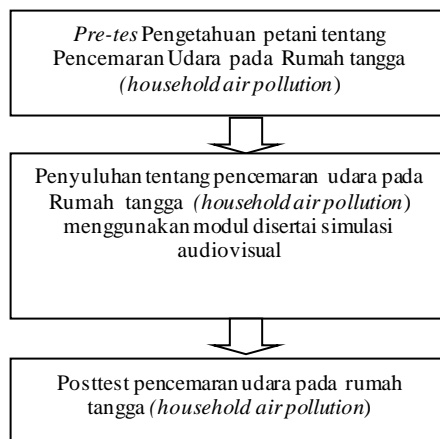 Pre-tes Pengetahuan petani tentang
Pencemaran Udara pada Rumah tangga
(household air pollution)
Penyuluhan tentang pencemaran udara pada
Rumah tangga (household air pollution)
menggunakan modul disertai simulasi
audiovisual
Posttest pencemaran udara pada rumah
tangga (household air pollution)